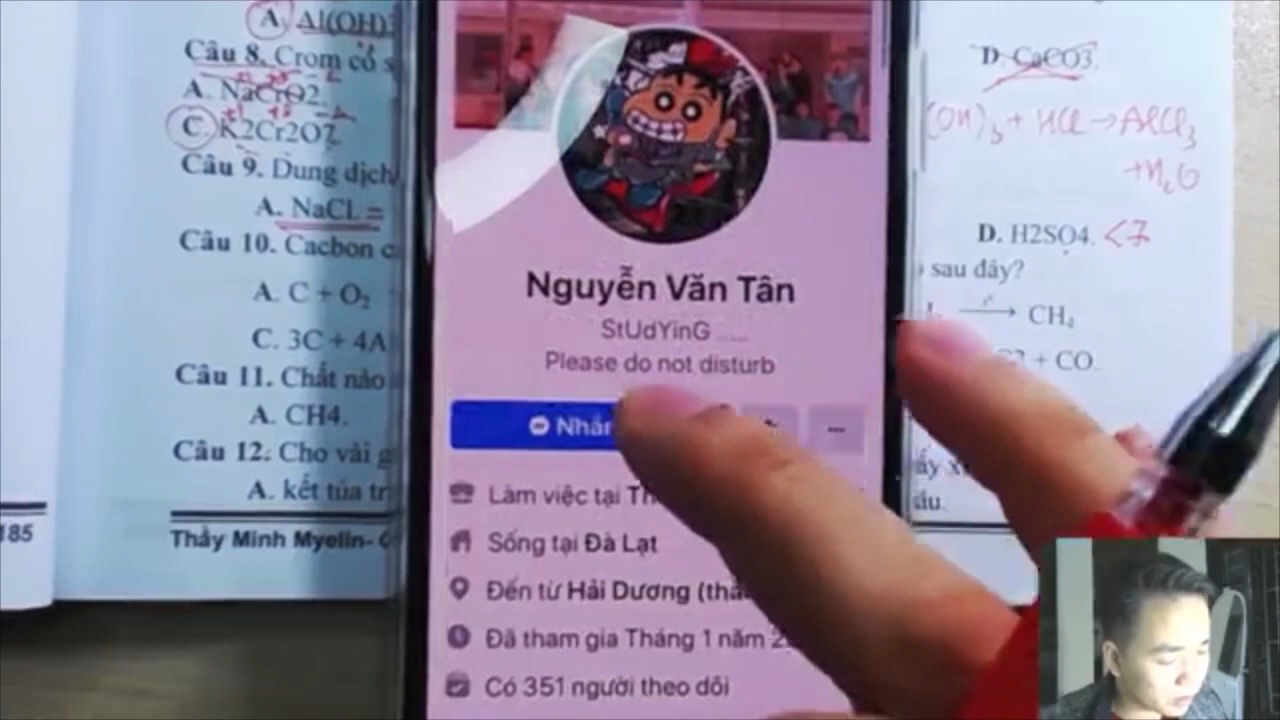 A. Al(OH)3
Câu 8. Crom có s
A. NaCrO2.
C. K2Cr2O7.
Câu 9. Dung dịch
A. NaCL =
Câu 10. Cacbon c
A. C + O₂
C. 3C + 4A
Câu 11. Chất nào
A. CH4.
Câu 12. Cho vài g
A. kết tủa tr
185
Thầy Minh Myelin-
Nguyễn Văn Tân
StUdYinG .....
Please do not disturb
Nhắn
Làm việc tại Th
Sống tại Đà Lạt
Đến từ Hải Dương
Đã tham gia Tháng 1 năm 2
Có 351 người theo dõi
D. CaCO3.
(OH)₃ + HCl → AlCl₃
+ H₂O
D. H2SO4. <7
sau đây?
→ CH₄
+ CO.